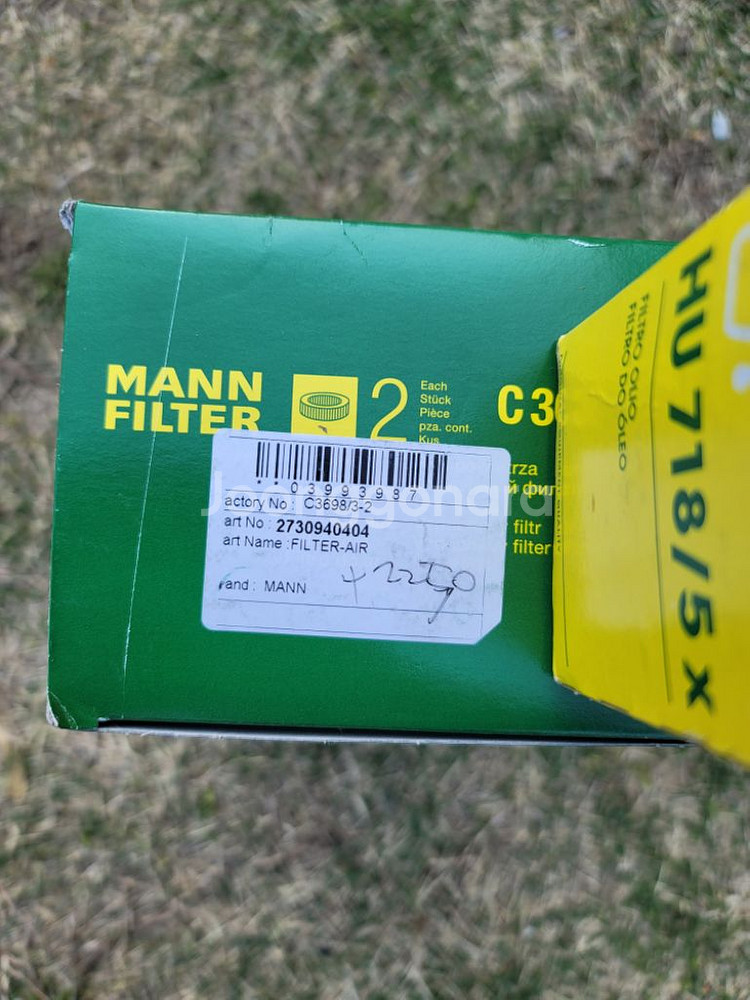 MANN
FILTER
2
Each
Stück
Pièce
pza. cont.
Kus
C3
rza
й фил
filtr
filter
03993987
actory No : C3698/3-2
art No : 2730940404
art Name :FILTER-AIR
rand : MANN
HU 718/5 x
FILTRO OLIO
FILTRO DO ÓLEO